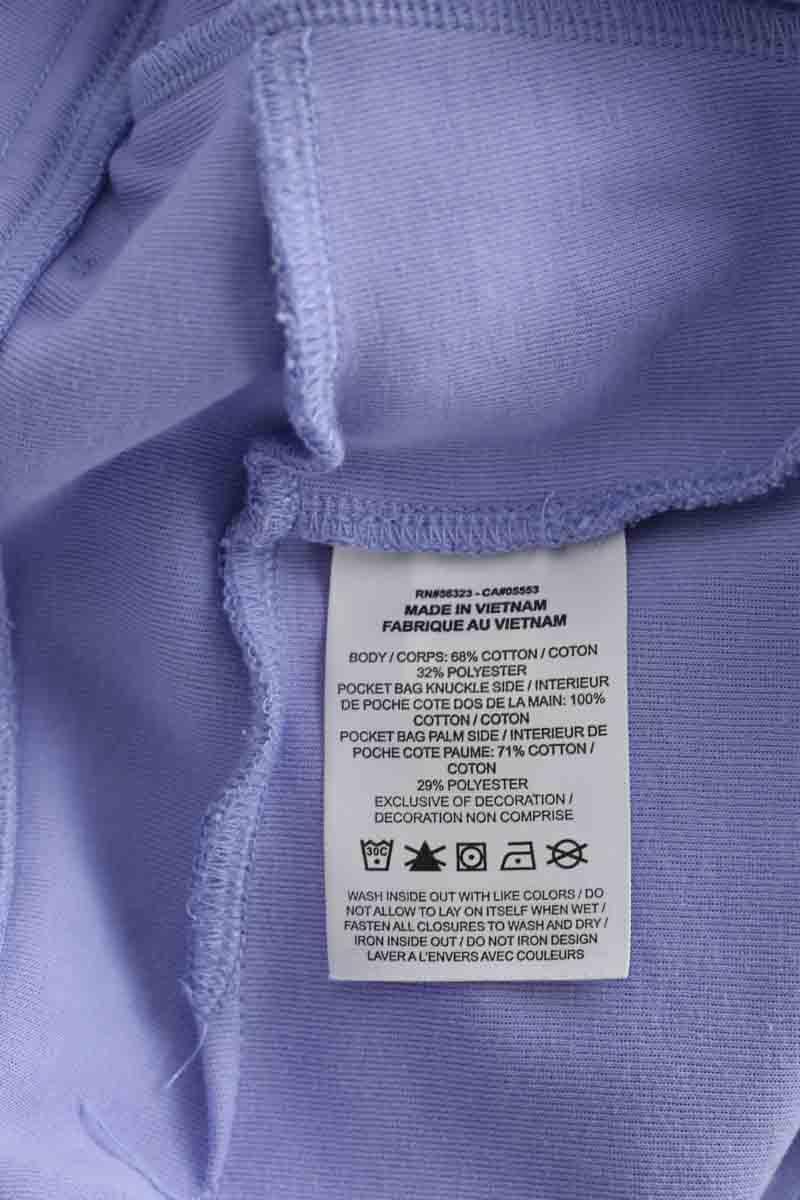 RN#56323 - CA#05553
MADE IN VIETNAM
FABRIQUE AU VIETNAM
BODY / CORPS: 68% COTTON / COTON
32% POLYESTER
POCKET BAG KNUCKLE SIDE / INTERIEUR
DE POCHE COTE DOS DE LA MAIN: 100%
COTTON / COTON
POCKET BAG PALM SIDE / INTERIEUR DE
POCHE COTE PAUME: 71% COTTON /
COTON
29% POLYESTER
EXCLUSIVE OF DECORATION /
DECORATION NON COMPRISE
30C
WASH INSIDE OUT WITH LIKE COLORS / DO
NOT ALLOW TO LAY ON ITSELF WHEN WET /
FASTEN ALL CLOSURES TO WASH AND DRY /
IRON INSIDE OUT / DO NOT IRON DESIGN
LAVER A L'ENVERS AVEC COULEURS